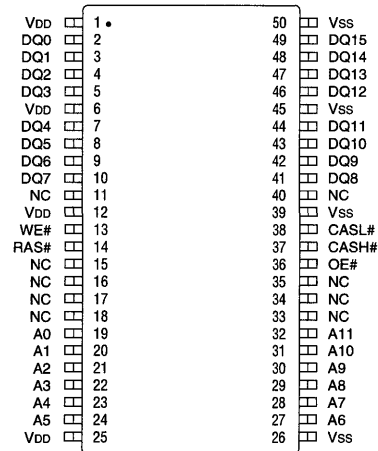 VDD 1 50 VSS
DQ0 2 49 DQ15
DQ1 3 48 DQ14
DQ2 4 47 DQ13
DQ3 5 46 DQ12
VDD 6 45 VSS
DQ4 7 44 DQ11
DQ5 8 43 DQ10
DQ6 9 42 DQ9
DQ7 10 41 DQ8
NC 11 40 NC
VDD 12 39 VSS
WE# 13 38 CASL#
RAS# 14 37 CASH#
NC 15 36 OE#
NC 16 35 NC
NC 17 34 NC
NC 18 33 NC
A0 19 32 A11
A1 20 31 A10
A2 21 30 A9
A3 22 29 A8
A4 23 28 A7
A5 24 27 A6
VDD 25 26 VSS